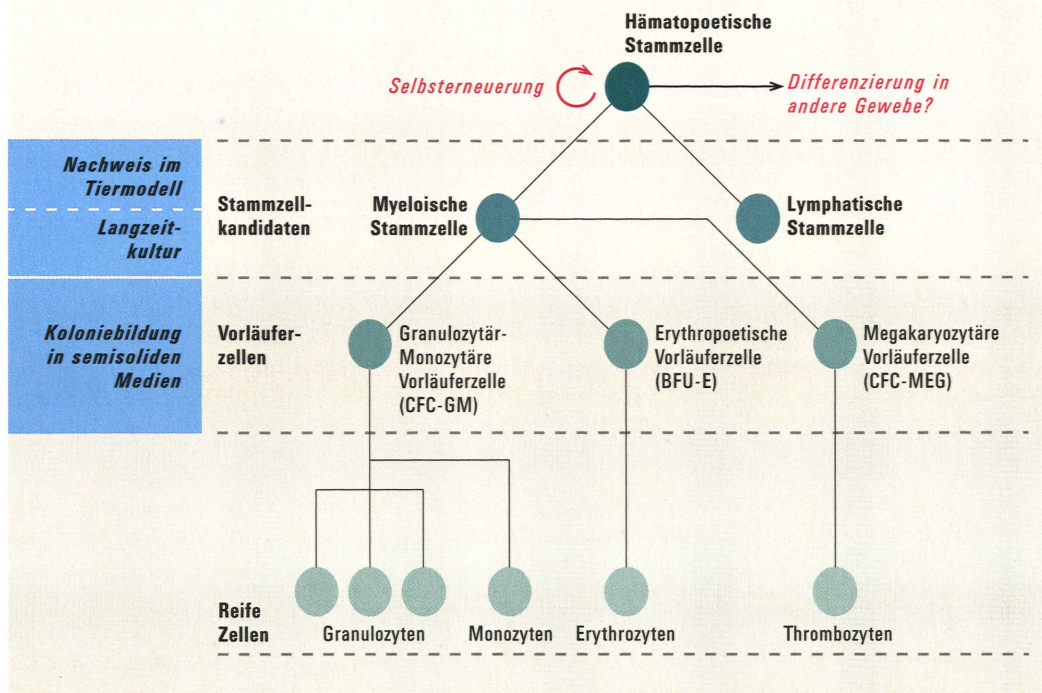 Hämatopoetische
Stammzelle
Selbsterneuerung
Differenzierung in
andere Gewebe?
Nachweis im
Tiermodell
Langzeit-
kultur
Stammzell-
kandidaten
Myeloische
Stammzelle
Lymphatische
Stammzelle
Koloniebildung
in semisoliden
Medien
Vorläufer-
zellen
Granulozytär-
Monozytäre
Vorläuferzelle
(CFC-GM)
Erythropoetische
Vorläuferzelle
(BFU-E)
Megakaryozytäre
Vorläuferzelle
(CFC-MEG)
Reife
Zellen
Granulozyten
Monozyten
Erythrozyten
Thrombozyten